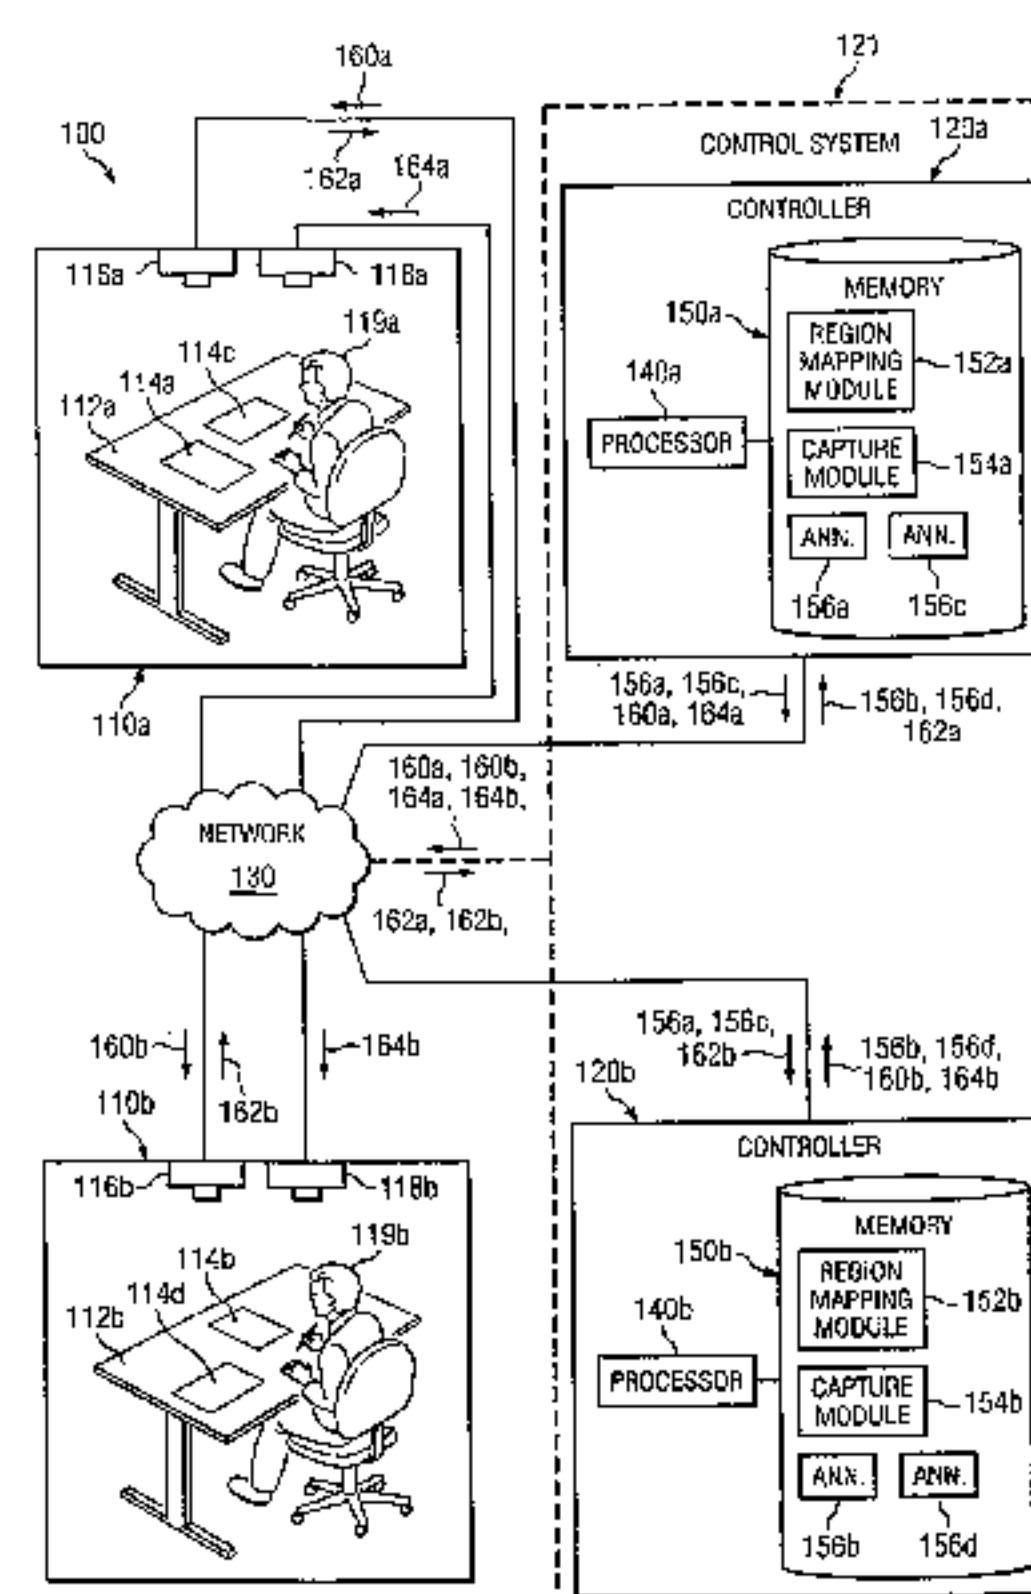 160a
120
100
162a
CONTROL SYSTEM
120a
164a
CONTROLLER
116a
118a
MEMORY
150a
REGION
MAPPING
MODULE
152a
119a
114c
114a
112a
140a
PROCESSOR
CAPTURE
MODULE
154a
ANN.
ANN.
156a
156c
110a
156a, 156c,
160a, 164a
156b, 156d,
162a
160a, 160b,
164a, 164b,
NETWORK
130
162a, 162b,
160b
164b
162b
156a, 156c,
162b
156b, 156d,
160b, 164b
120b
110b
CONTROLLER
116b
118b
MEMORY
150b
REGION
MAPPING
MODULE
152b
119b
114b
114d
112b
140b
PROCESSOR
CAPTURE
MODULE
154b
ANN.
ANN.
156b
156d